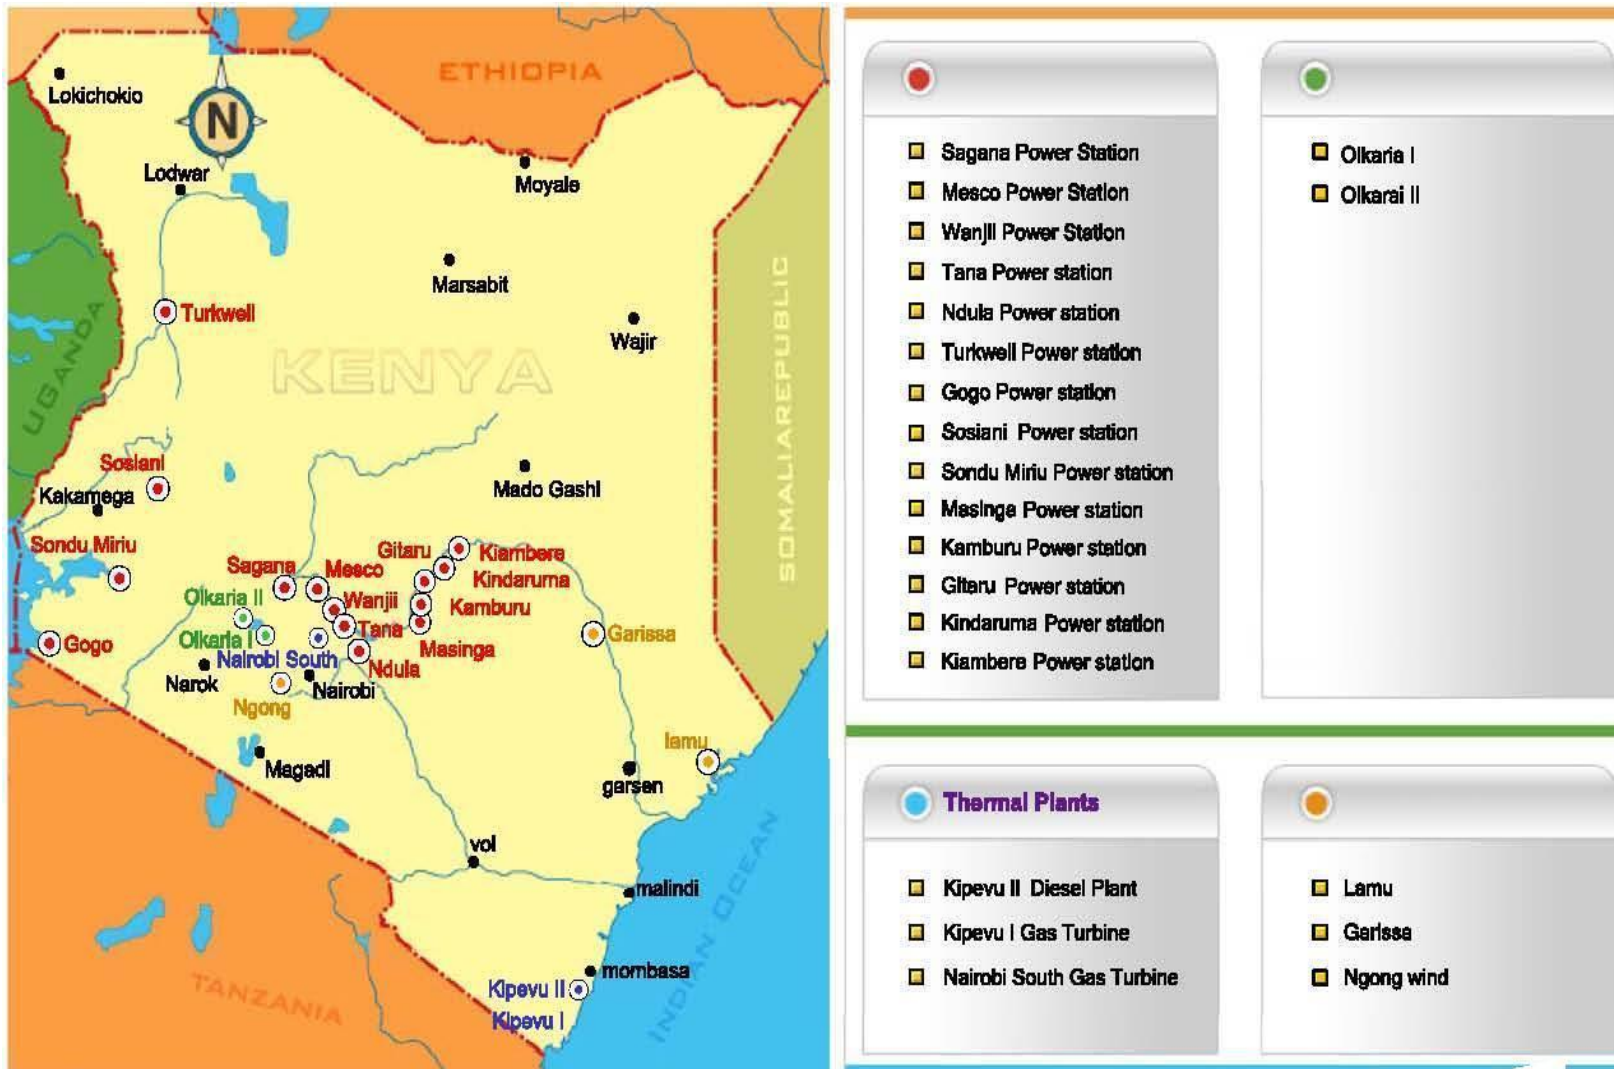 ETHIOPIA
Lokichokio
N
Lodwar
Moyale
Marsabit
Turkwell
Wajir
UGANDA
KENYA
SOMALIAREPUBLIC
Sosiani
Kakamega
Mado Gashi
Sondu Miriu
Gitaru
Kiambere
Sagana
Mesco
Kindaruma
Olkaria II
Wanjii
Kamburu
Olkaria I
Tana
Garissa
Gogo
Masinga
Nairobi South
Ndula
Narok
Nairobi
Ngong
lamu
Magadi
garsen
voi
malindi
INDIAN OCEAN
mombasa
TANZANIA
Kipevu II
Kipevu I
Sagana Power Station
Mesco Power Station
Wanjii Power Station
Tana Power station
Ndula Power station
Turkwell Power station
Gogo Power station
Sosiani Power station
Sondu Miriu Power station
Masinga Power station
Kamburu Power station
Gitaru Power station
Kindaruma Power station
Kiambere Power station
Olkaria I
Olkarai II
Thermal Plants
Kipevu II Diesel Plant
Kipevu I Gas Turbine
Nairobi South Gas Turbine
Lamu
Garissa
Ngong wind